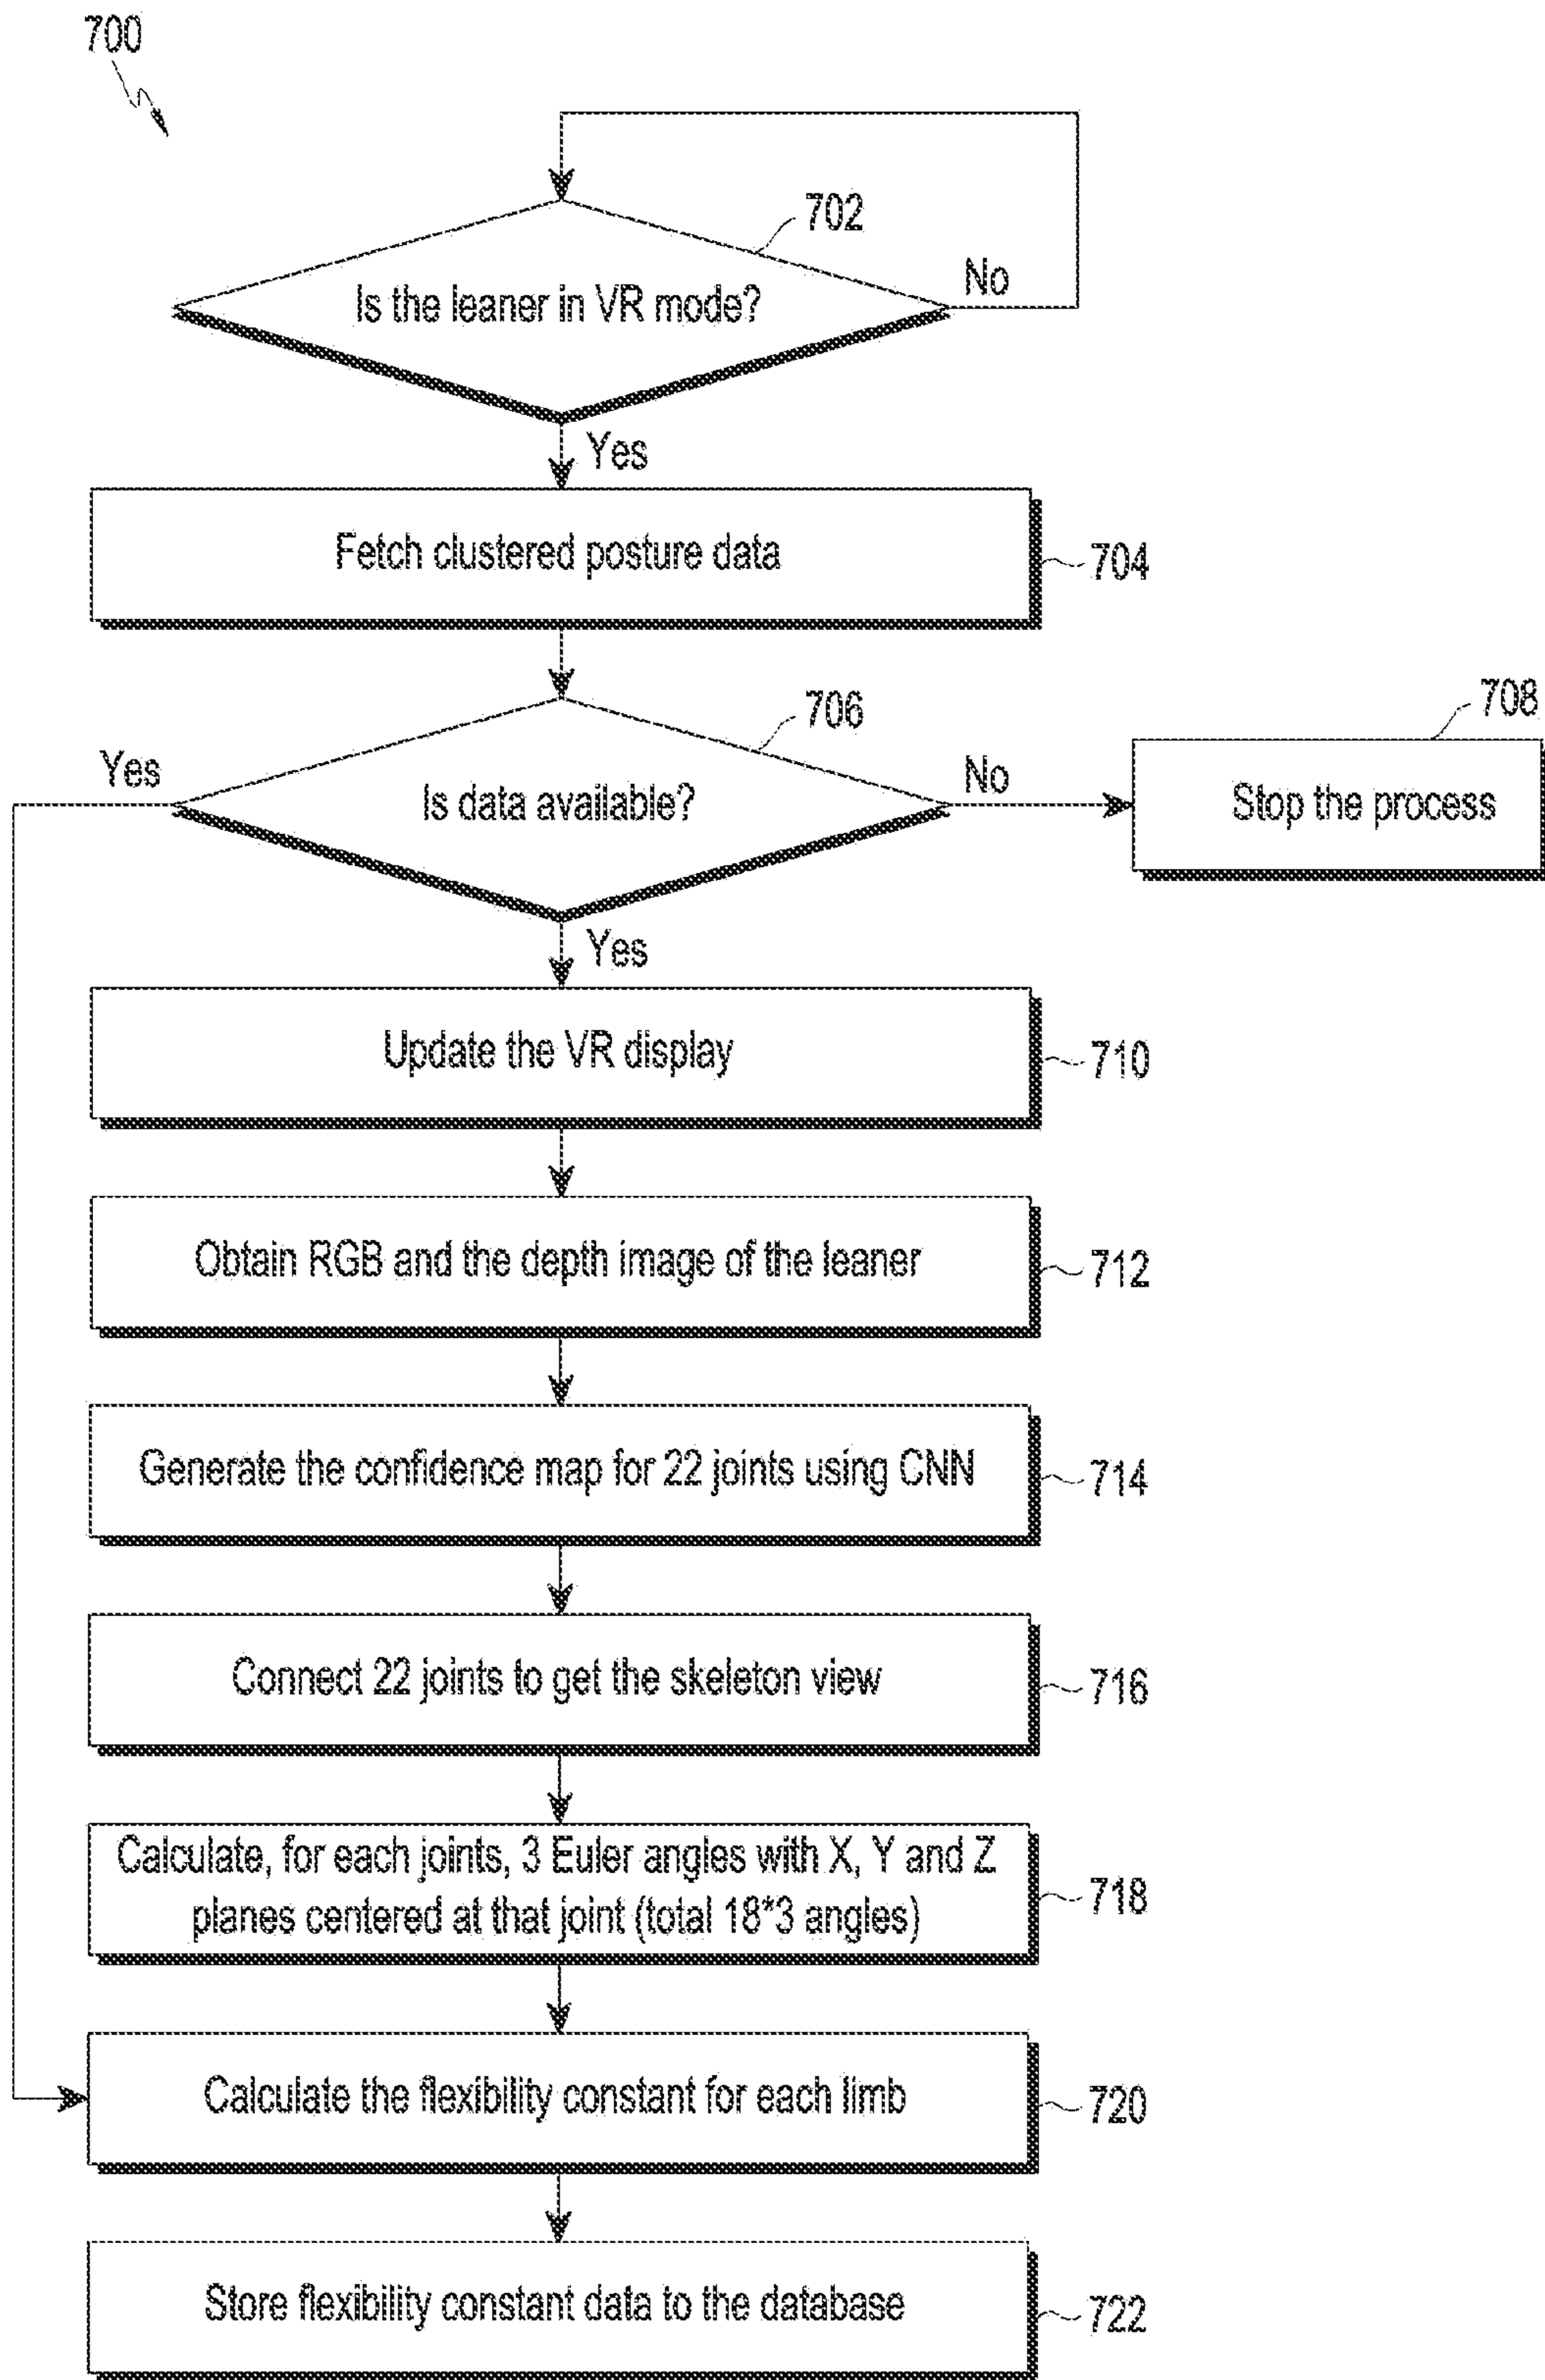 700
702
Is the leaner in VR mode?
No
Yes
Fetch clustered posture data
704
706
708
Yes
Is data available?
No
Stop the process
Yes
Update the VR display
710
Obtain RGB and the depth image of the leaner
712
Generate the confidence map for 22 joints using CNN
714
Connect 22 joints to get the skeleton view
716
Calculate, for each joints, 3 Euler angles with X, Y and Z
planes centered at that joint (total 18*3 angles)
718
Calculate the flexibility constant for each limb
720
Store flexibility constant data to the database
722